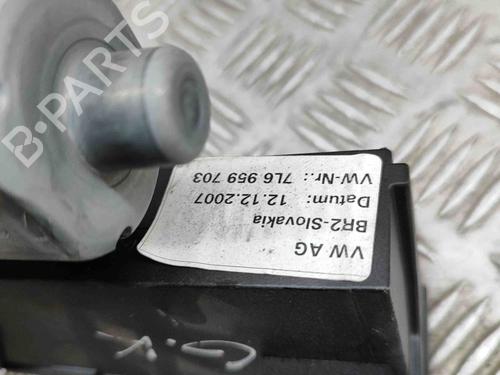 VW AG
BR2-Slovakia
Datum: 12.12.2007
VW-Nr.: 7L6 959 703
B-PARTS